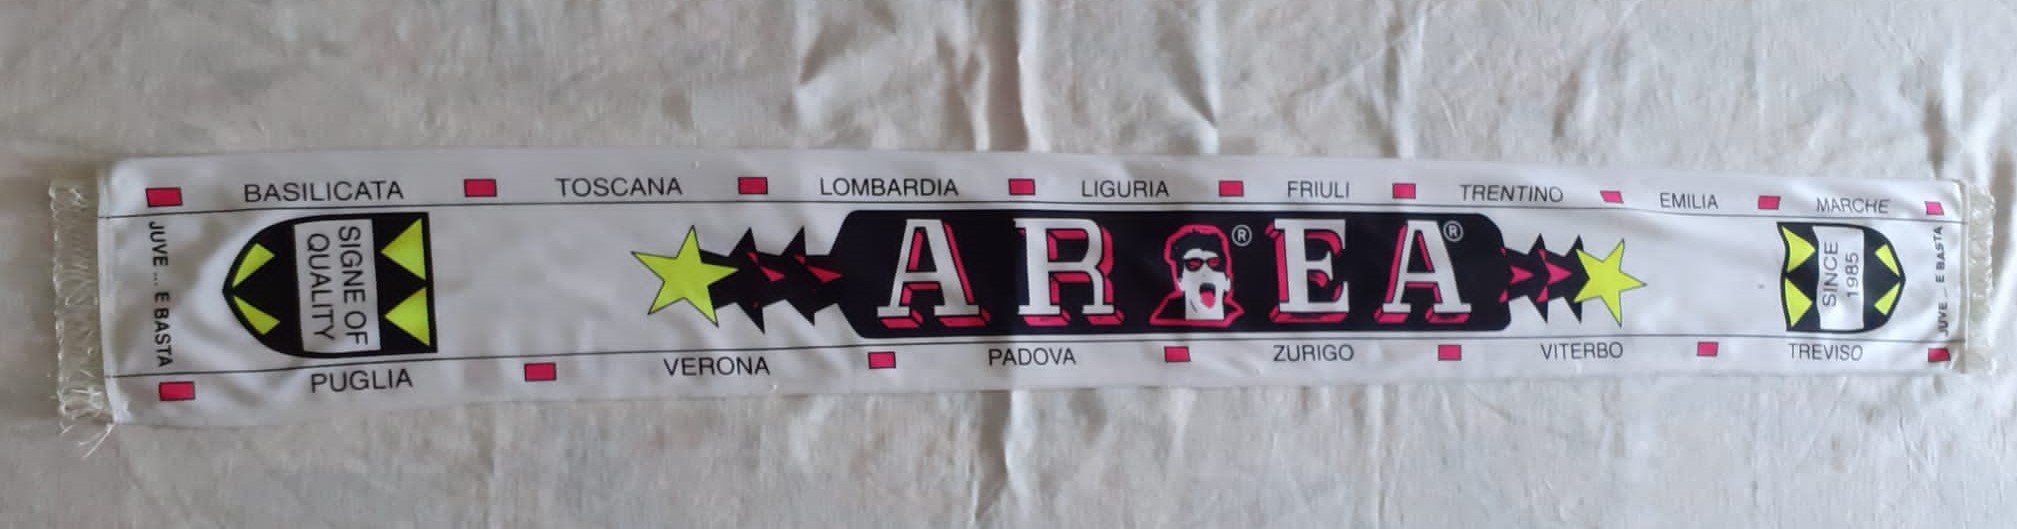 BASILICATA TOSCANA LOMBARDIA LIGURIA FRIULI TRENTINO EMILIA MARCHE
JUVE ... E BASTA
SIGNE OF
QUALITY
AR®EA®
SINCE
1985
JUVE ... E BASTA
PUGLIA VERONA PADOVA ZURIGO VITERBO TREVISO